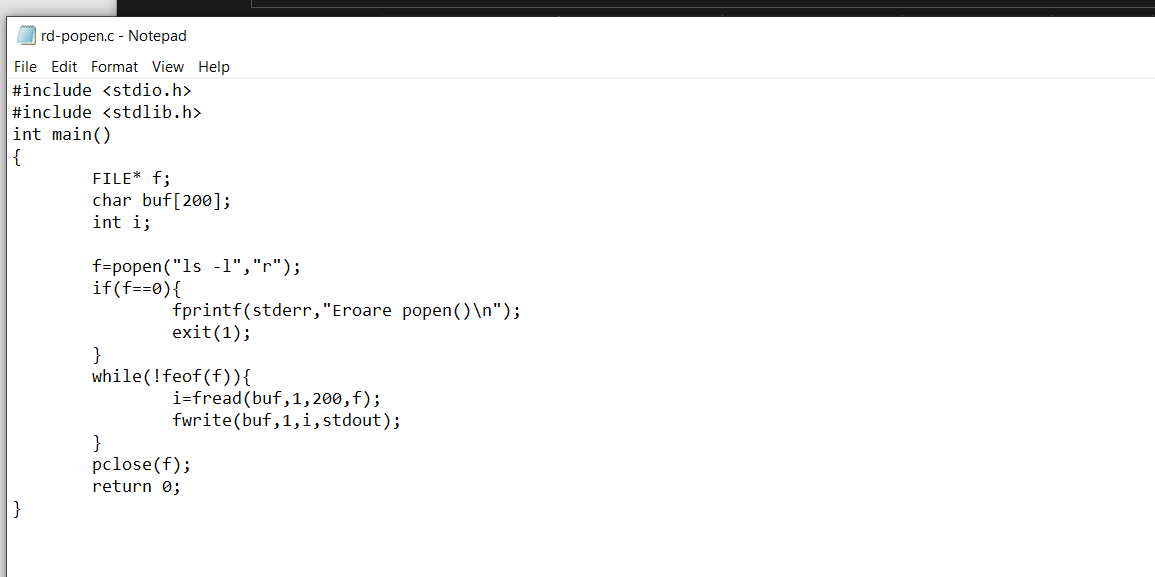 rd-popen.c - Notepad
File Edit Format View Help
#include <stdio.h>
#include <stdlib.h>
int main()
{
        FILE* f;
        char buf[200];
        int i;

        f=popen("ls -l","r");
        if(f==0){
                fprintf(stderr,"Eroare popen()\n");
                exit(1);
        }
        while(!feof(f)){
                i=fread(buf,1,200,f);
                fwrite(buf,1,i,stdout);
        }
        pclose(f);
        return 0;
}